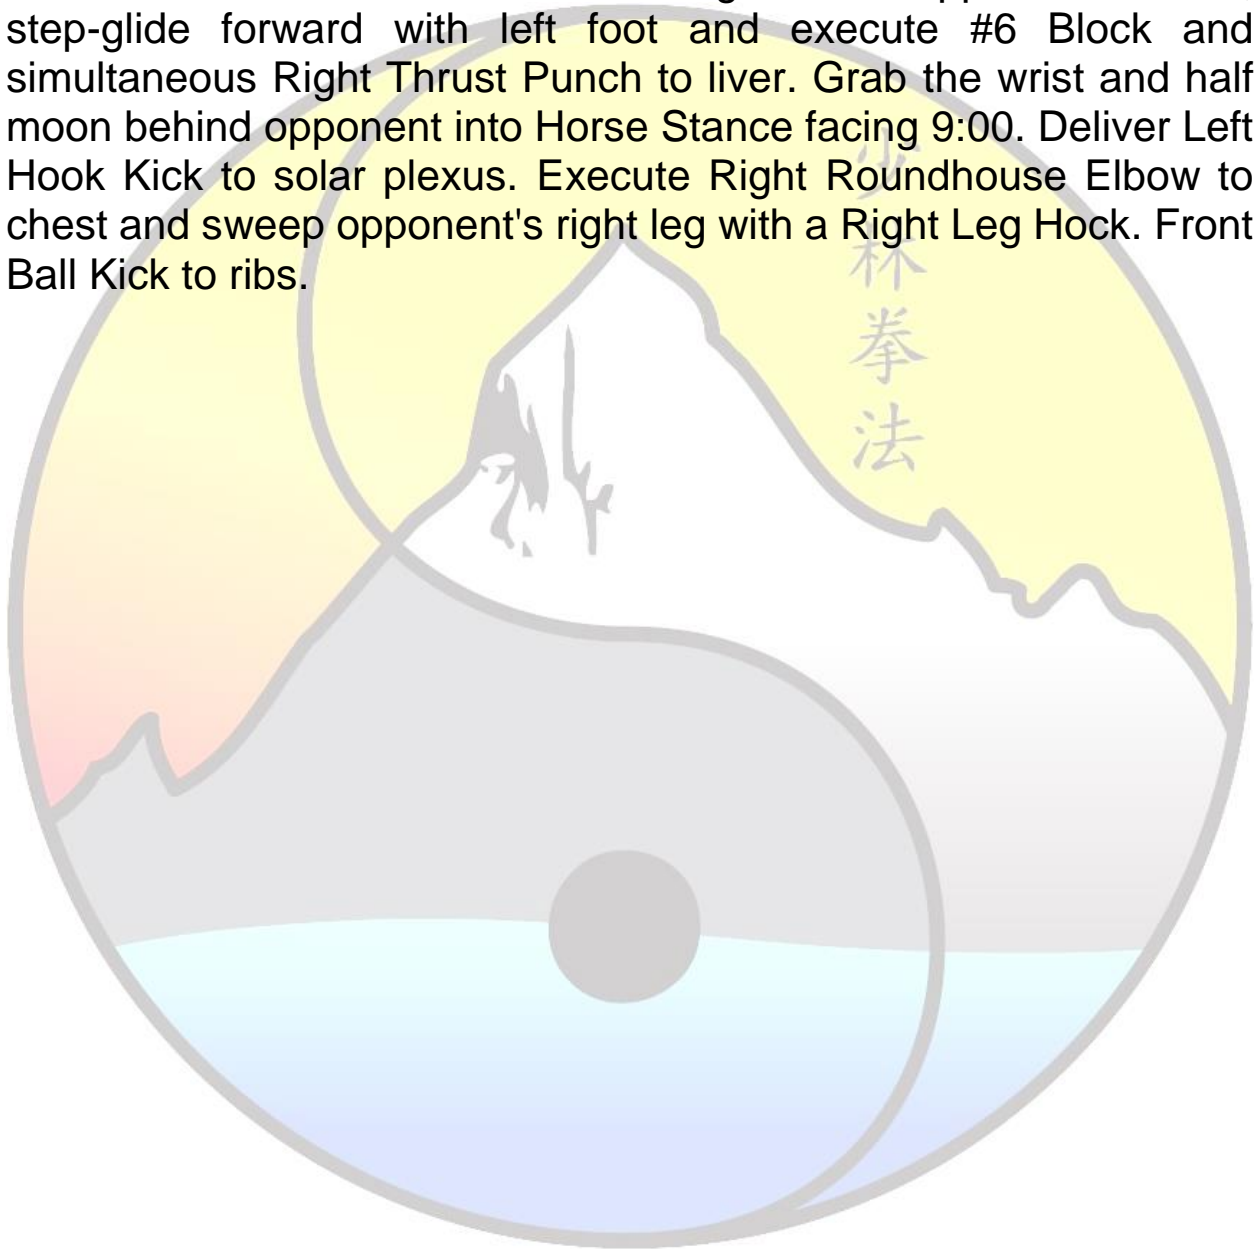 step-glide forward with left foot and execute #6 Block and
simultaneous Right Thrust Punch to liver. Grab the wrist and half
moon behind opponent into Horse Stance facing 9:00. Deliver Left
Hook Kick to solar plexus. Execute Right Roundhouse Elbow to
chest and sweep opponent's right leg with a Right Leg Hock. Front
Ball Kick to ribs.
少
林
拳
法